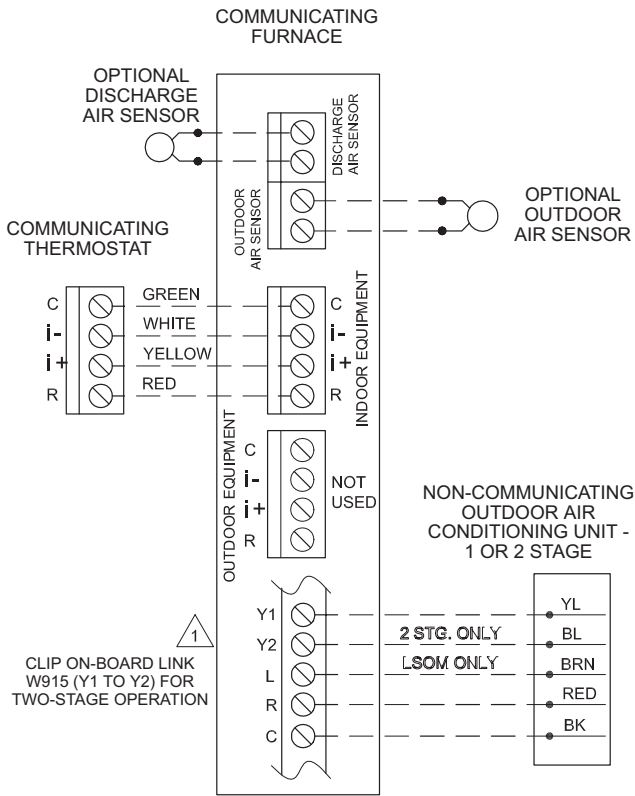 COMMUNICATING
FURNACE
OPTIONAL
DISCHARGE
AIR SENSOR
DISCHARGE
AIR SENSOR
OUTDOOR
AIR SENSOR
OPTIONAL
OUTDOOR
AIR SENSOR
COMMUNICATING
THERMOSTAT
C GREEN C
i- WHITE i-
i+ YELLOW i+
R RED R
INDOOR EQUIPMENT
OUTDOOR EQUIPMENT
C
i-
i+
R
NOT
USED
NON-COMMUNICATING
OUTDOOR AIR
CONDITIONING UNIT -
1 OR 2 STAGE
Y1 YL
Y2 2 STG. ONLY BL
L LSOM ONLY BRN
R RED
C BK
1
CLIP ON-BOARD LINK
W915 (Y1 TO Y2) FOR
TWO-STAGE OPERATION